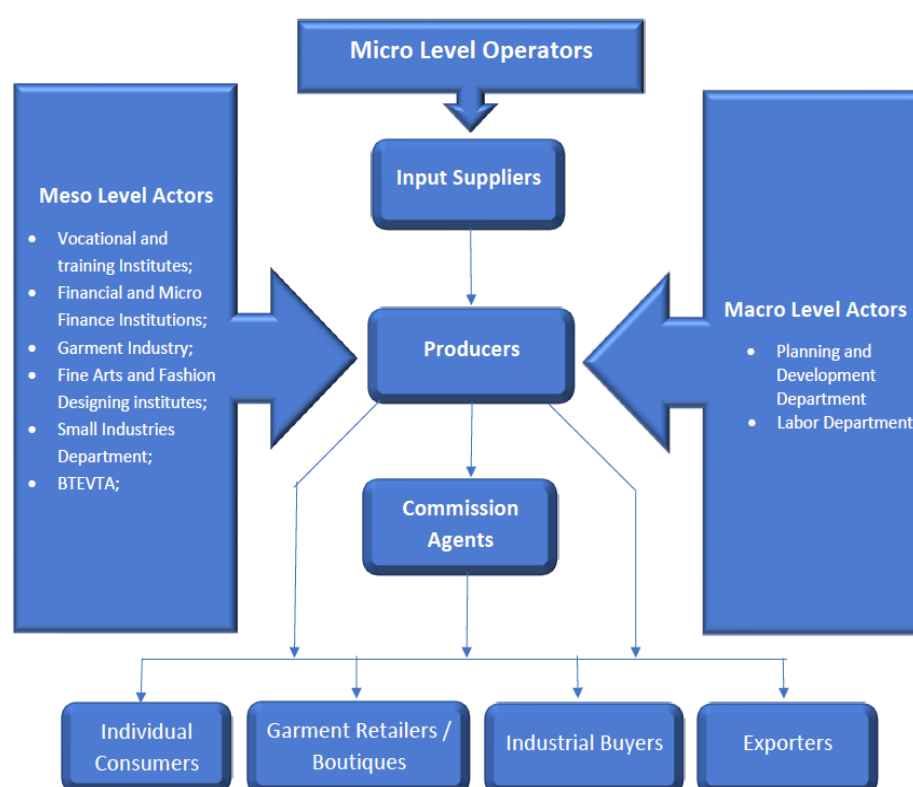 Micro Level Operators
Input Suppliers
Meso Level Actors
• Vocational and
training Institutes;
• Financial and Micro
Finance Institutions;
• Garment Industry;
• Fine Arts and Fashion
Designing institutes;
• Small Industries
Department;
• BTEVTA;
Producers
Macro Level Actors
• Planning and
Development
Department
• Labor Department
Commission
Agents
Individual
Consumers
Garment Retailers /
Boutiques
Industrial Buyers
Exporters